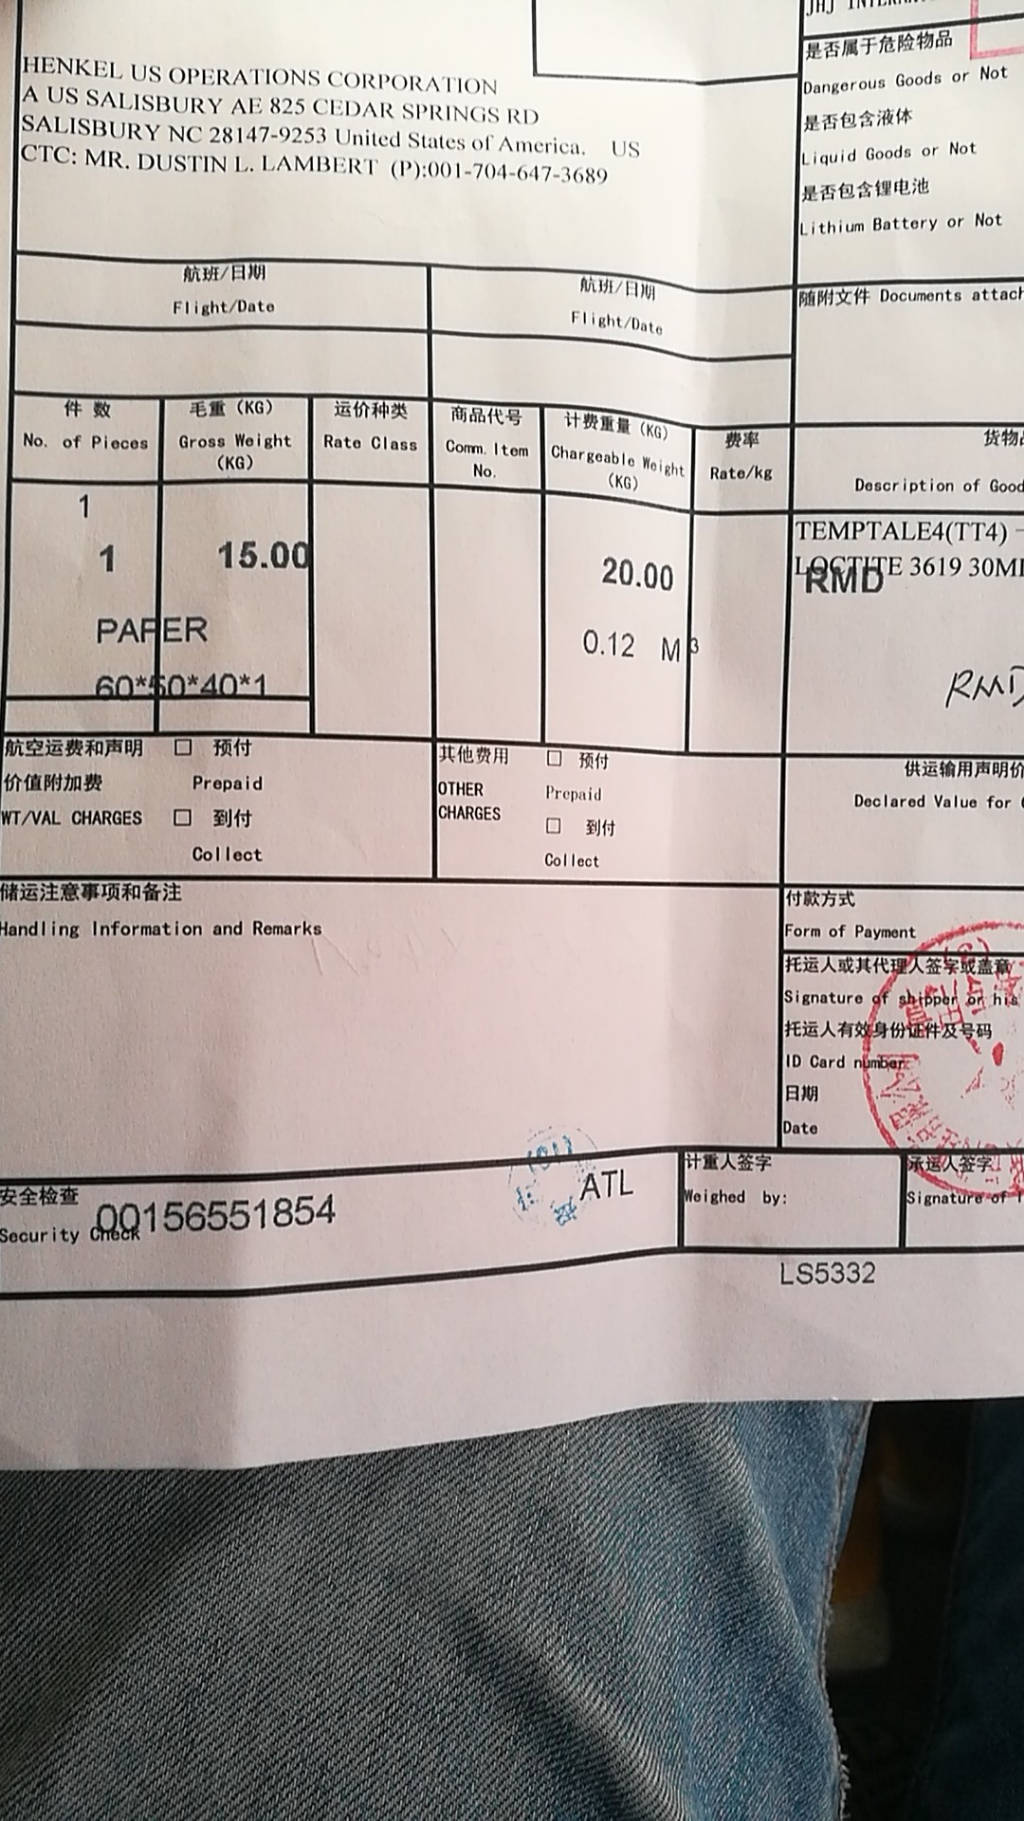 HENKEL US OPERATIONS CORPORATION
A US SALISBURY AE 825 CEDAR SPRINGS RD
SALISBURY NC 28147-9253 United States of America. US
CTC: MR. DUSTIN L. LAMBERT (P):001-704-647-3689
JHJ
是否属于危险物品
Dangerous Goods or Not
是否包含液体
Liquid Goods or Not
是否包含锂电池
Lithium Battery or Not
航班/日期
Flight/Date
航班/日期
Flight/Date
随附文件 Documents attach
件 数
No. of Pieces
毛重 (KG)
Gross Weight
(KG)
运价种类
Rate Class
商品代号
Comm. Item
No.
计费重量 (KG)
Chargeable Weight
(KG)
费率
Rate/kg
货物
Description of Good
1
1
15.00
20.00
TEMPTALE4(TT4)
LOCTITE 3619 30Ml
RMD
PAPER
0.12 M3
60*50*40*1
RMD
航空运费和声明
价值附加费
WT/VAL CHARGES
□ 预付
Prepaid
□ 到付
Collect
其他费用
OTHER
CHARGES
□ 预付
Prepaid
□ 到付
Collect
供运输用声明价
Declared Value for
储运注意事项和备注
Handling Information and Remarks
付款方式
Form of Payment
托运人或其代理人签字或盖章
Signature of shipper or his
托运人有效身份证件及号码
ID Card number
日期
Date
安全检查
Security Check
00156551854
ATL
计重人签字
Weighed by:
承运人签字
Signature of
LS5332